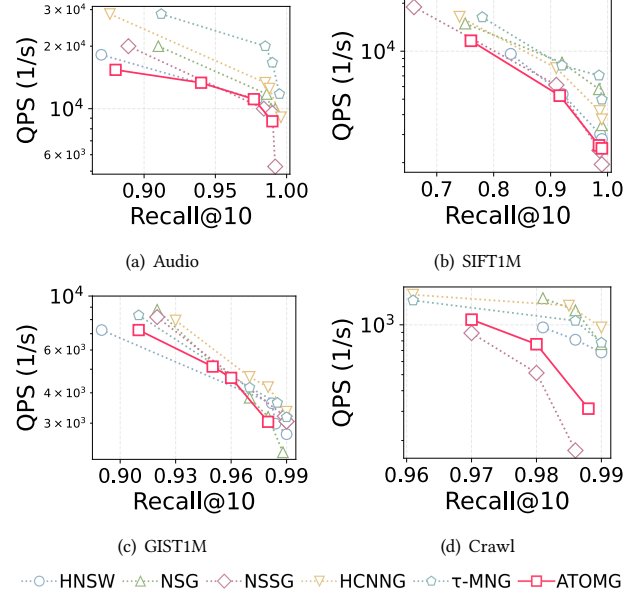 3 × 10⁴
2 × 10⁴
10⁴
6 × 10³
QPS (1/s)
0.90 0.95 1.00
Recall@10
(a) Audio
10⁴
QPS (1/s)
0.6 0.7 0.8 0.9 1.0
Recall@10
(b) SIFT1M
10⁴
6 × 10³
4 × 10³
3 × 10³
QPS (1/s)
0.90 0.93 0.96 0.99
Recall@10
(c) GIST1M
10³
QPS (1/s)
0.96 0.97 0.98 0.99
Recall@10
(d) Crawl
HNSW NSG NSSG HCNNG τ-MNG ATOMG